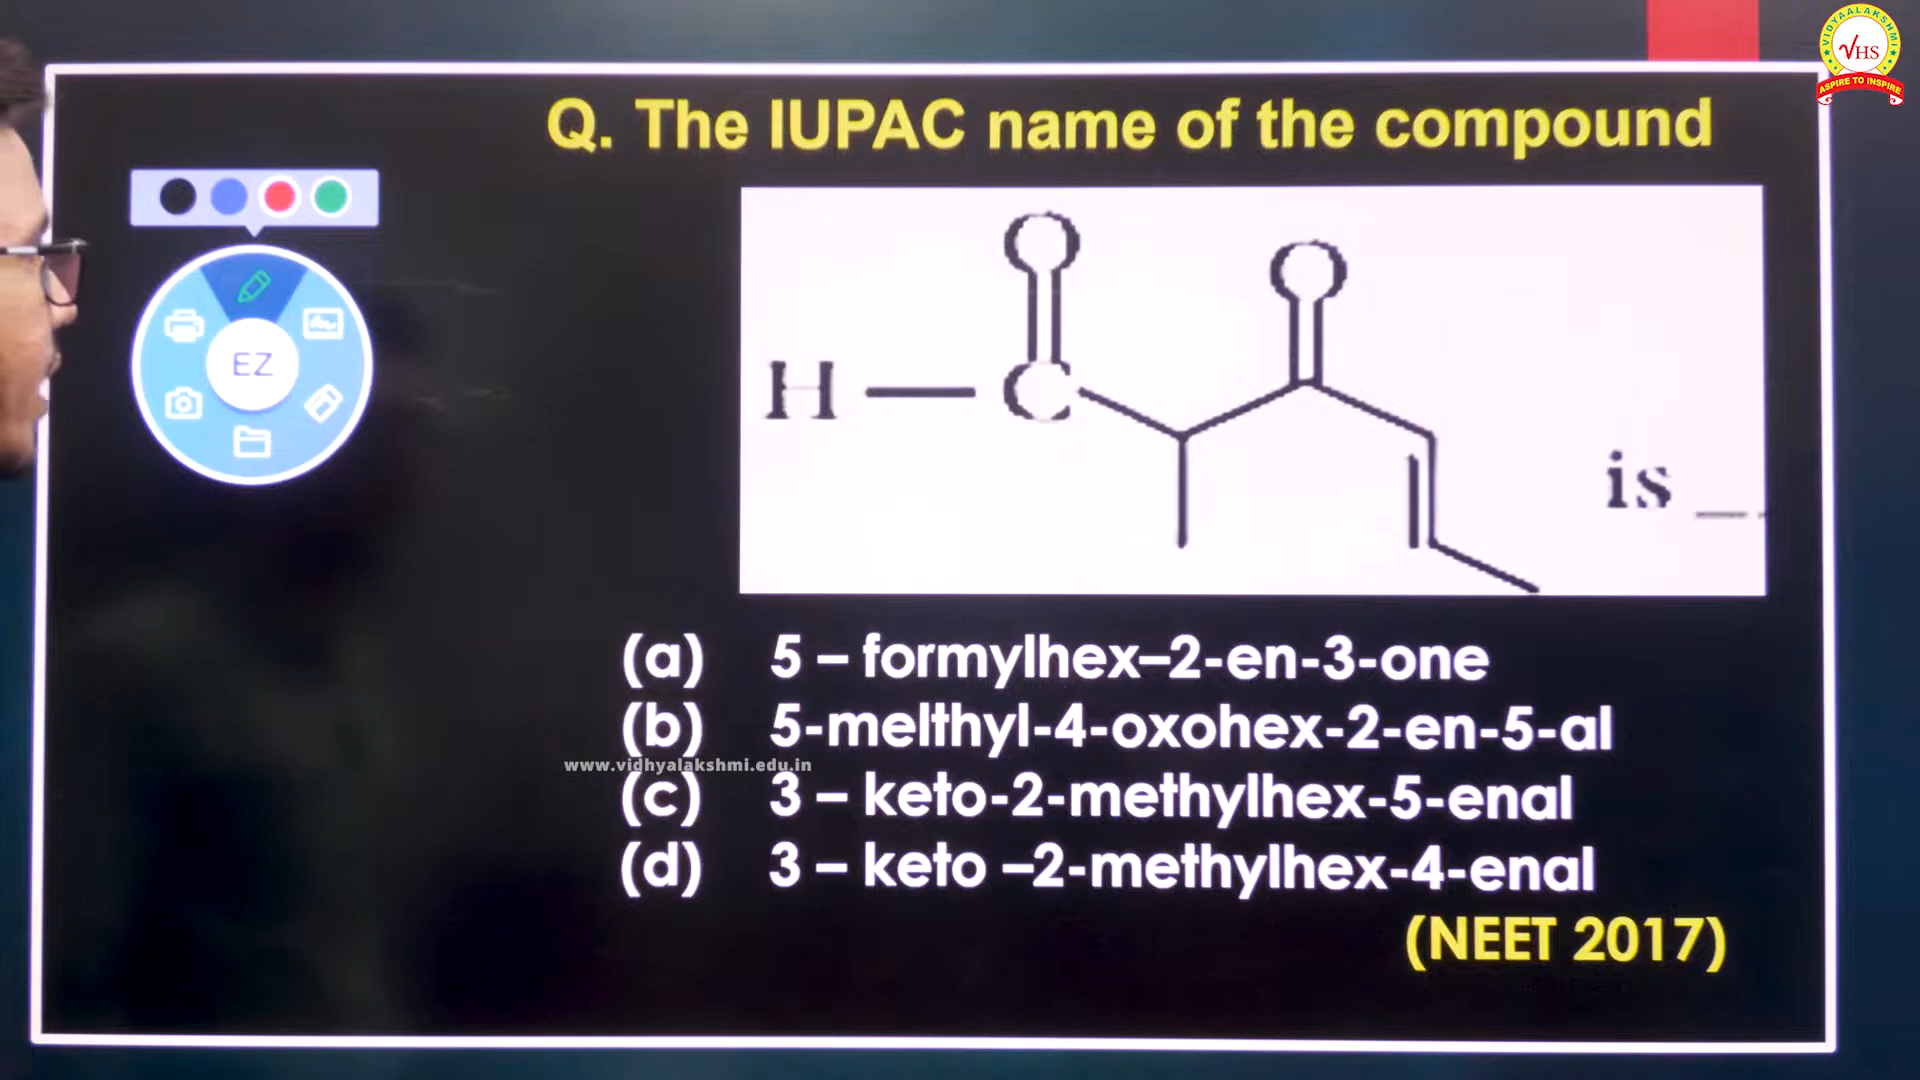 VIDYAALAKSHMI
VHS
ASPIRE TO INSPIRE
Q. The IUPAC name of the compound
EZ
O
O
H — C
is _ _
(a) 5 – formylhex–2-en-3-one
(b) 5-melthyl-4-oxohex-2-en-5-al
www.vidhyalakshmi.edu.in
(c) 3 – keto-2-methylhex-5-enal
(d) 3 – keto –2-methylhex-4-enal
(NEET 2017)